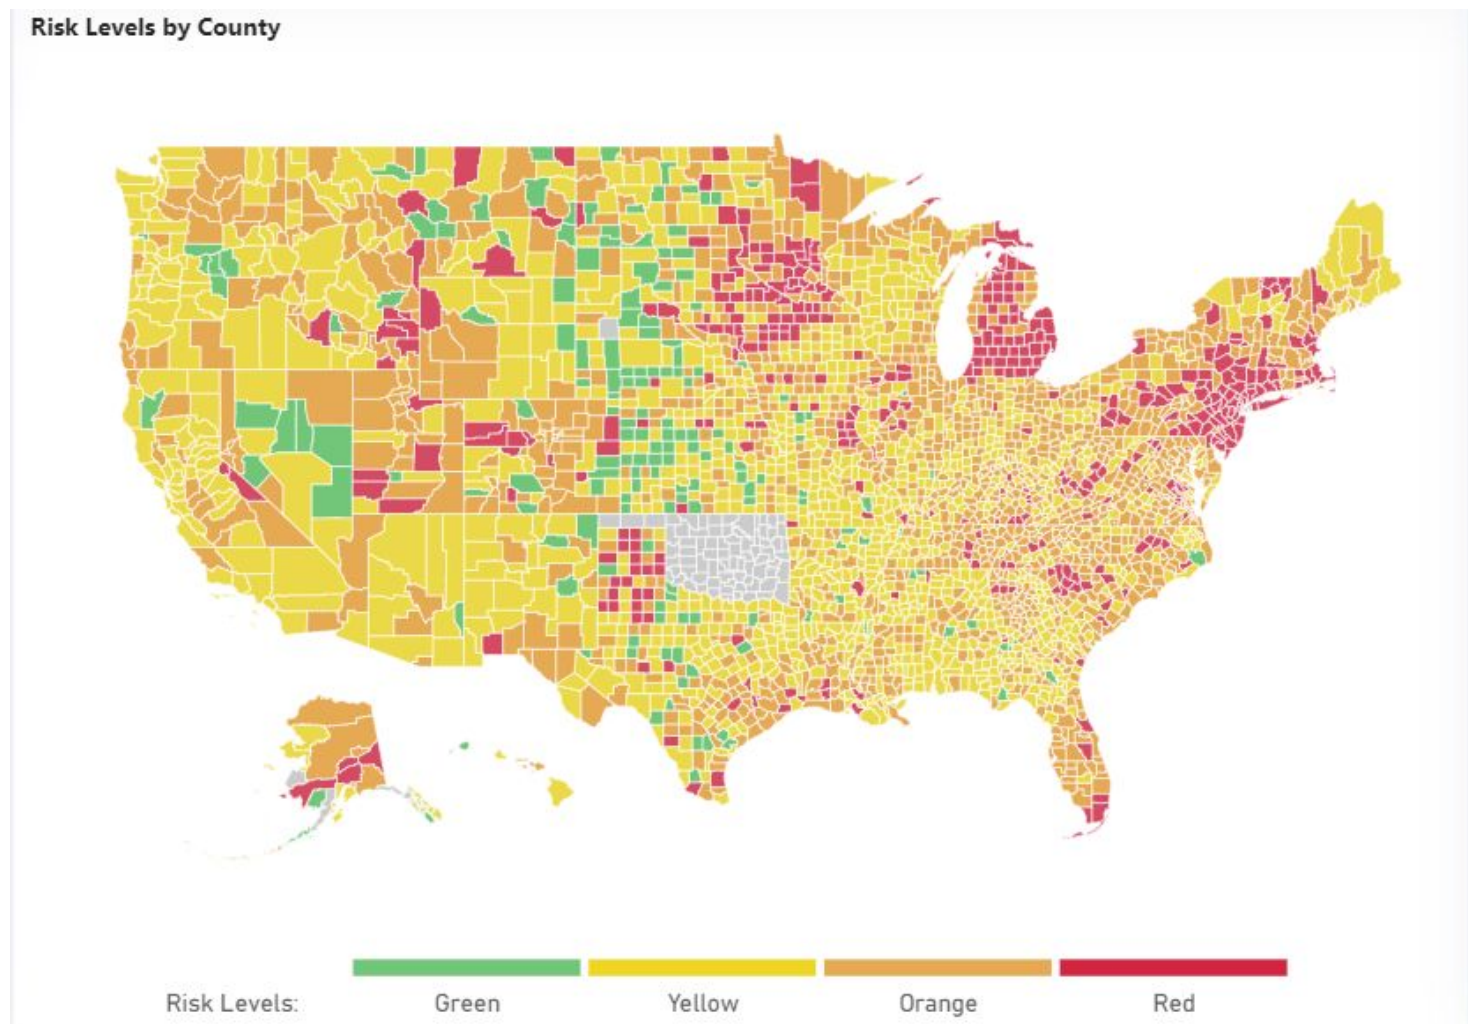 Risk Levels by County
Risk Levels:
Green
Yellow
Orange
Red